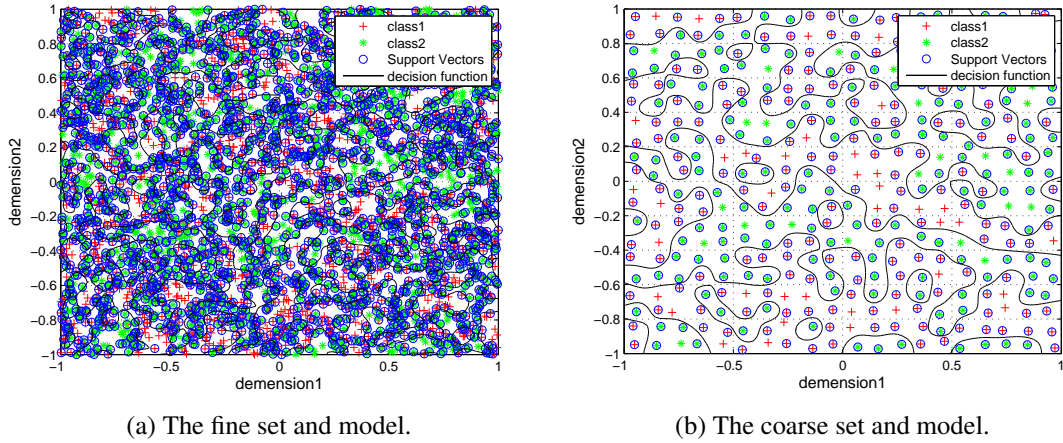 1
0.8
0.6
0.4
0.2
0
−0.2
−0.4
−0.6
−0.8
−1
−1
−0.5
0
0.5
1
demension2
demension1
class1
class2
Support Vectors
decision function
(a) The fine set and model.
1
0.8
0.6
0.4
0.2
0
−0.2
−0.4
−0.6
−0.8
−1
−1
−0.5
0
0.5
1
demension2
demension1
class1
class2
Support Vectors
decision function
(b) The coarse set and model.